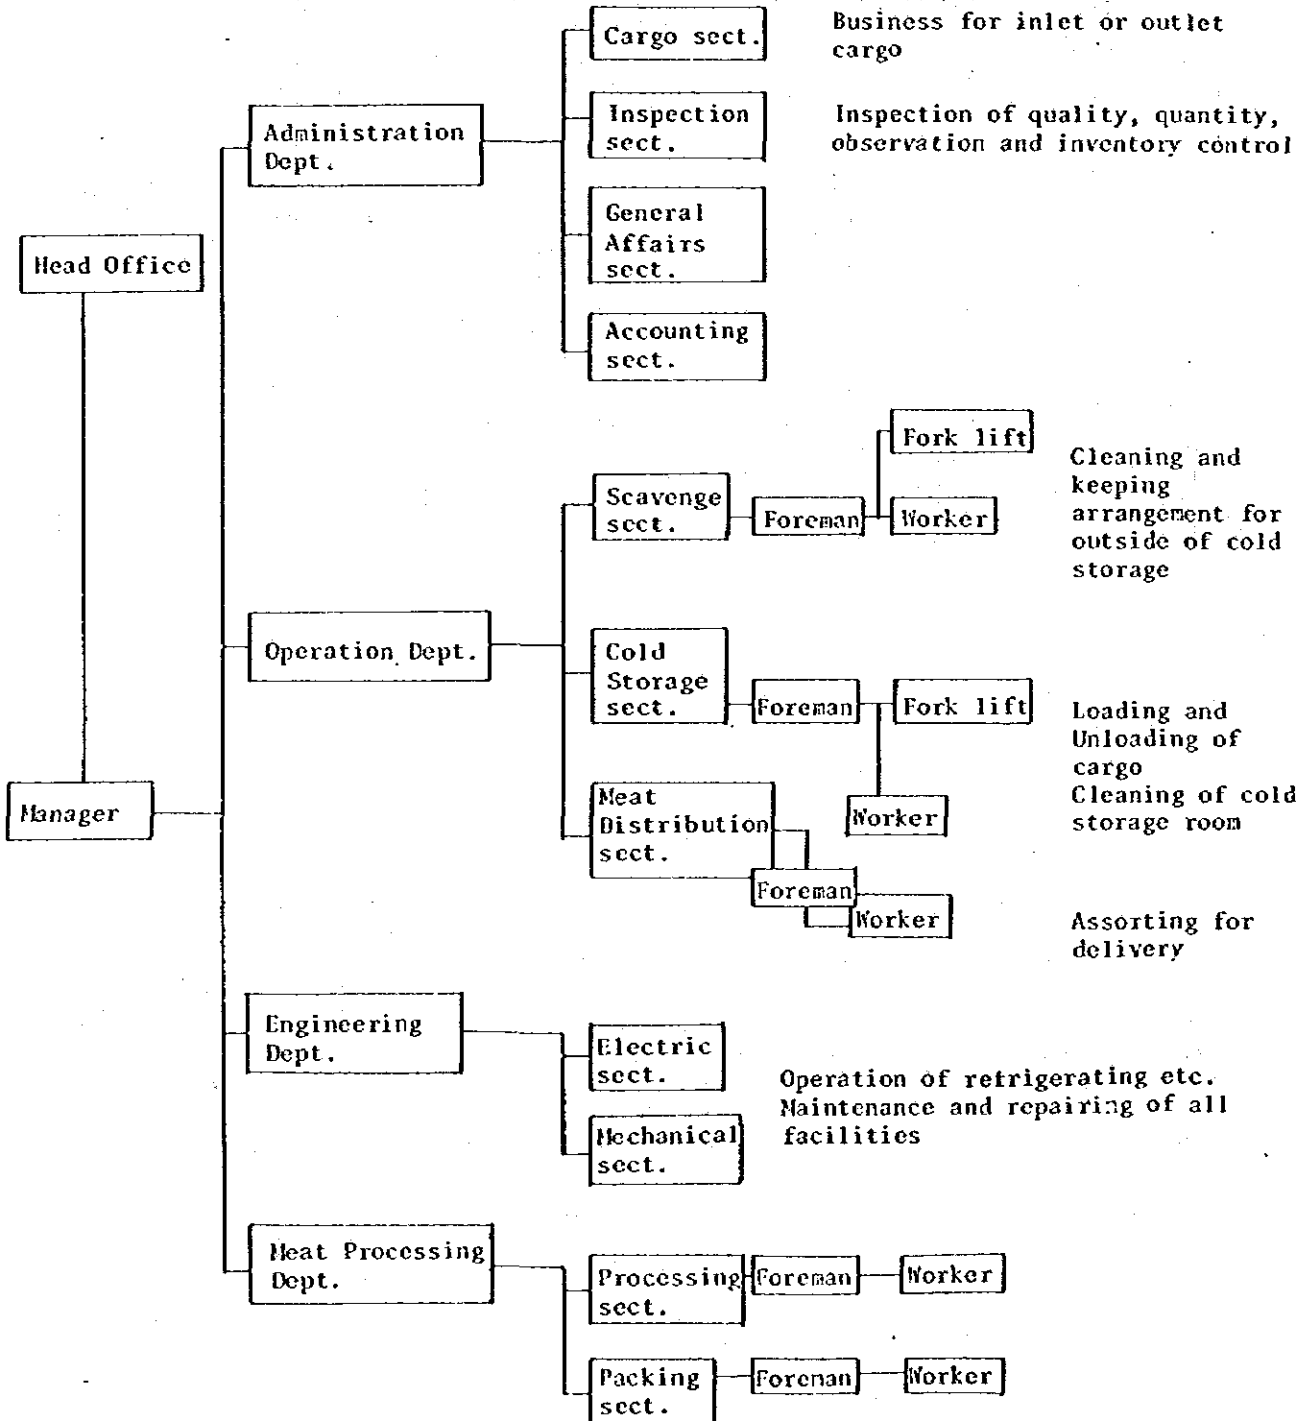 Cargo sect.
Business for inlet or outlet
cargo
Inspection
sect.
Inspection of quality, quantity,
observation and inventory control
Administration
Dept.
General
Affairs
sect.
Head Office
Accounting
sect.
Fork lift
Scavenge
sect.
Foreman
Worker
Cleaning and
keeping
arrangement for
outside of cold
storage
Operation Dept.
Cold
Storage
sect.
Foreman
Fork lift
Worker
Loading and
Unloading of
cargo
Cleaning of cold
storage room
Manager
Meat
Distribution
sect.
Foreman
Worker
Assorting for
delivery
Engineering
Dept.
Electric
sect.
Mechanical
sect.
Operation of retrigerating etc.
Maintenance and repairing of all
facilities
Meat Processing
Dept.
Processing
sect.
Foreman
Worker
Packing
sect.
Foreman
Worker